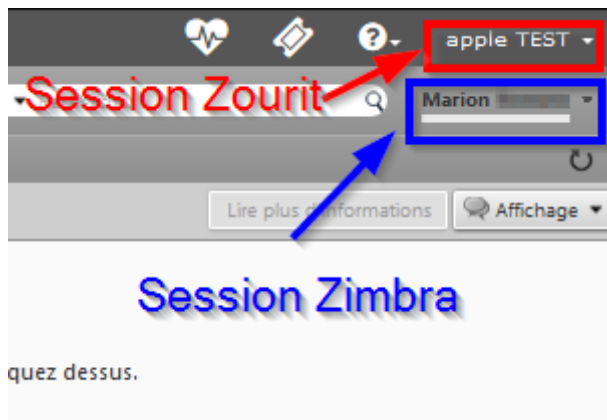 apple TEST
Session Zourit
Marion
Lire plus d'informations
Affichage
Session Zimbra
quez dessus.